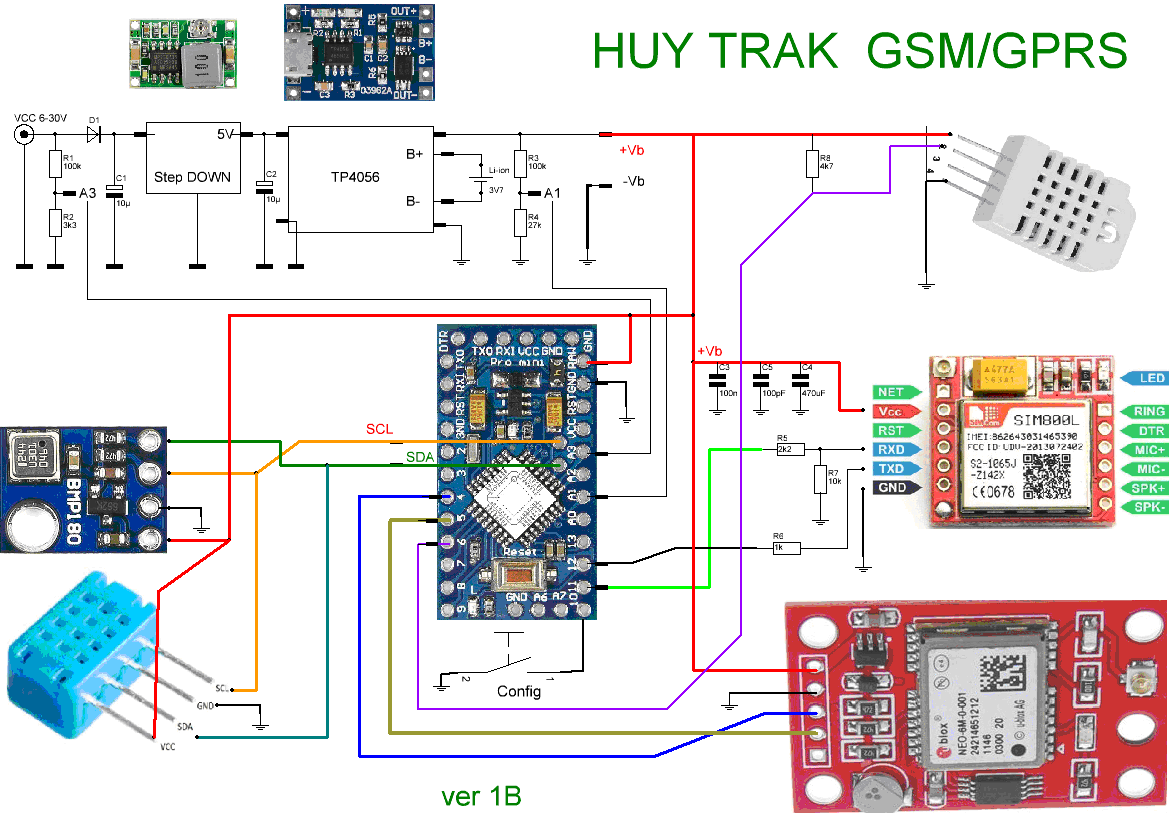 HUY TRAK GSM/GPRS
OUT+
B+
B-
OUT-
R2
R1
R5
C1
C2
R6
C3
R3
03962A
100
VCC 6-30V
D1
R1
100k
A3
R2
3k3
C1
10µ
5V
Step DOWN
C2
10µ
TP4056
B+
B-
Li-ion
3V7
R3
100k
A1
R4
27k
+Vb
-Vb
R8
4k7
3
4
DTR
TXO RXI VCC GND
GND
Pro mini
RAW
TXO
RXI
RST
GND
2
3
4
5
6
7
8
9
GND
RST
VCC
A3
A2
A1
A0
13
12
11
10
Reset
L
GND A6 A7
SCL
SDA
BMP180
+Vb
C3
100n
C5
100pF
C4
470uF
NET
Vcc
RST
RXD
TXD
GND
LED
RING
DTR
MIC+
MIC-
SPK+
SPK-
A477A
SIM800L
IMEI:862643031465390
FCC ID:UDV-2013072402
S2-1065J
-Z142X
CE0678
R5
2k2
R7
10k
R6
1k
SCL
GND
SDA
VCC
2
1
Config
ublox
NEO-6M-0-001
24214651212
1146
0300 20
u-blox AG
ver 1B